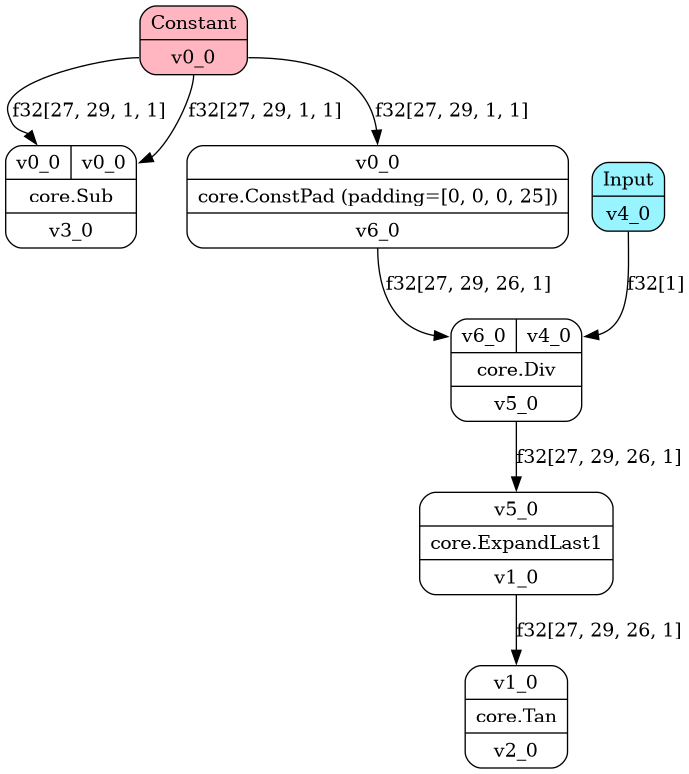 Constant
v0_0
f32[27, 29, 1, 1]
f32[27, 29, 1, 1]
f32[27, 29, 1, 1]
v0_0 v0_0
core.Sub
v3_0
v0_0
core.ConstPad (padding=[0, 0, 0, 25])
v6_0
Input
v4_0
f32[27, 29, 26, 1]
f32[1]
v6_0 v4_0
core.Div
v5_0
f32[27, 29, 26, 1]
v5_0
core.ExpandLast1
v1_0
f32[27, 29, 26, 1]
v1_0
core.Tan
v2_0